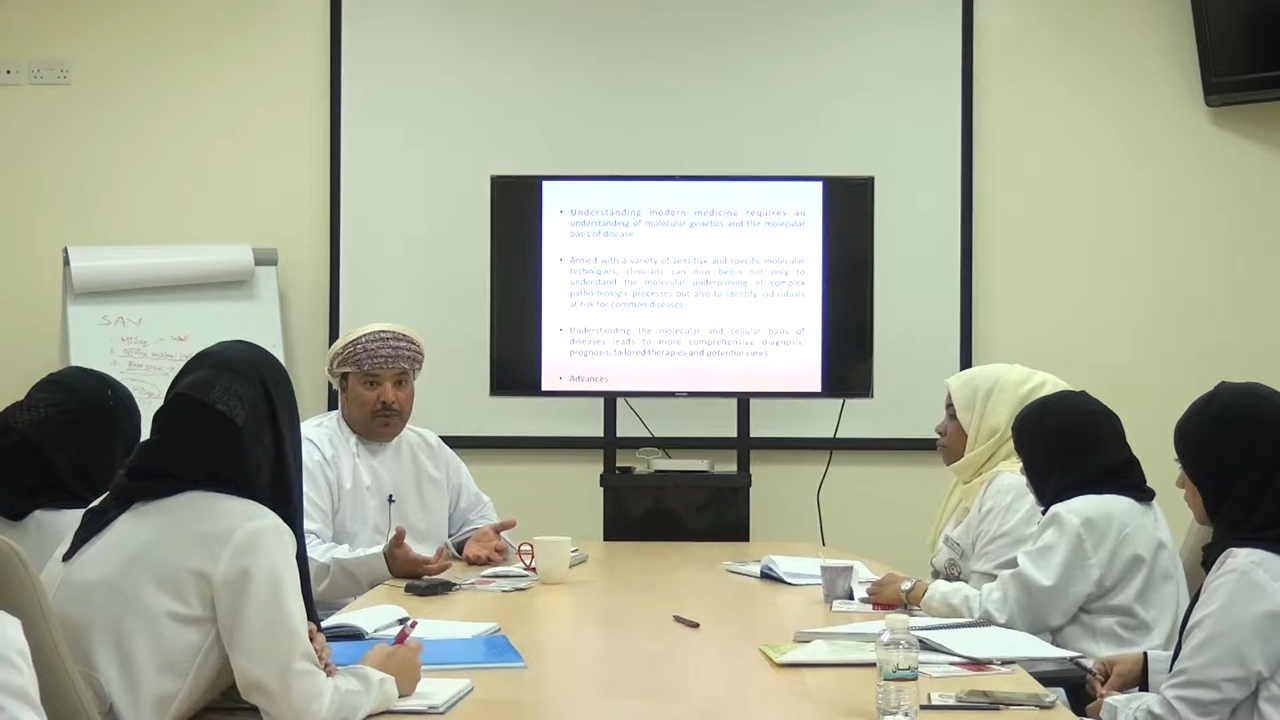 • Understanding modern medicine requires an
understanding of molecular genetics and the molecular
basis of disease
• Armed with a variety of sensitive and specific molecular
techniques, clinicians can now begin not only to
understand the molecular underpinning of complex
patho-biologic processes but also to identify individuals
at risk for common diseases
• Understanding the molecular and cellular basis of
diseases leads to more comprehensive diagnosis,
prognosis, tailored therapies and potential cures
• Advances
SAV